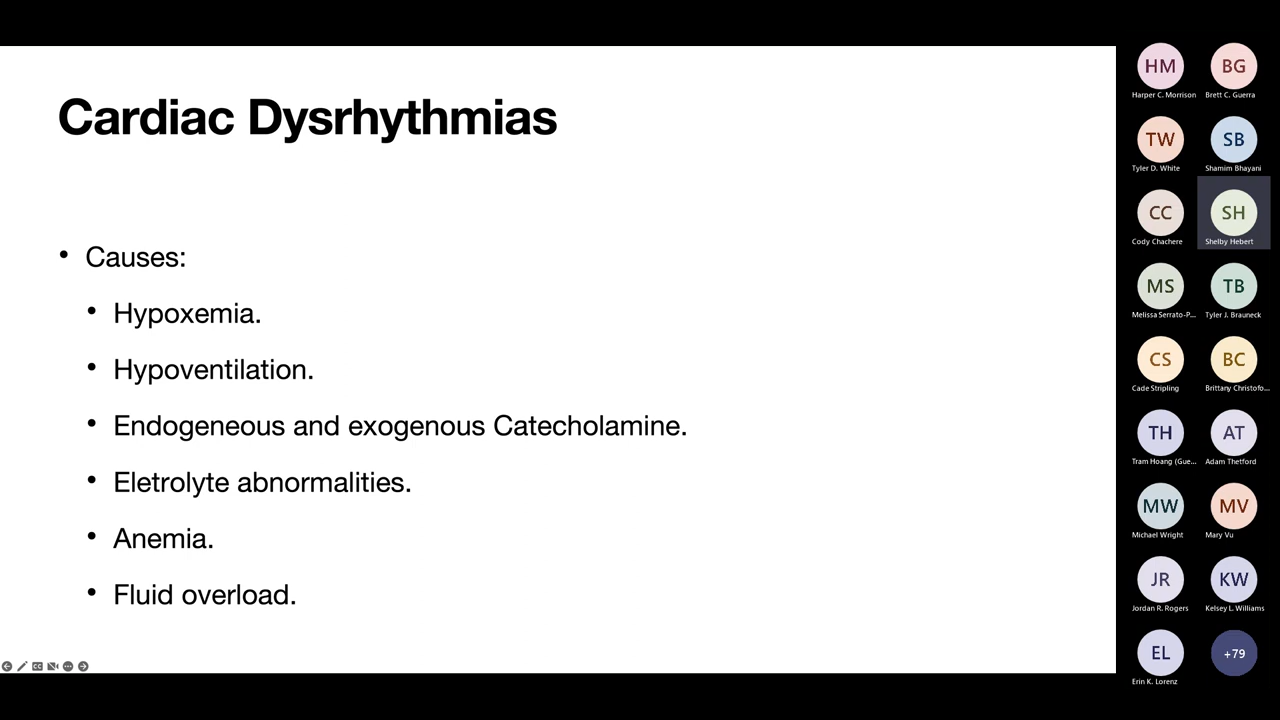 Cardiac Dysrhythmias
• Causes:
• Hypoxemia.
• Hypoventilation.
• Endogeneous and exogenous Catecholamine.
• Eletrolyte abnormalities.
• Anemia.
• Fluid overload.
HM BG
Harper C. Morrison Brett C. Guerra
TW SB
Tyler D. White Shamim Bhayani
CC SH
Cody Chachere Shelby Hebert
MS TB
Melissa Serrato-P... Tyler J. Brauneck
CS BC
Cade Stripling Brittany Christofo...
TH AT
Tram Hoang (Gue... Adam Thetford
MW MV
Michael Wright Mary Vu
JR KW
Jordan R. Rogers Kelsey L. Williams
EL +79
Erin K. Lorenz